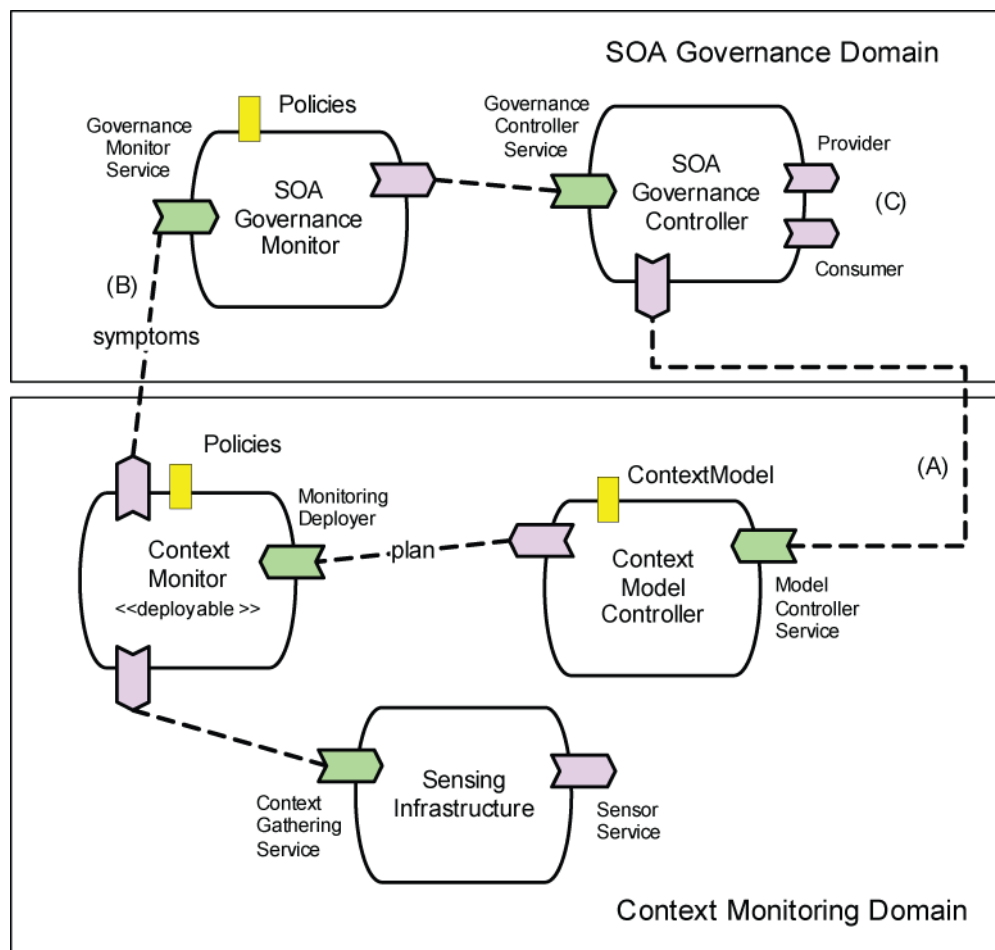 SOA Governance Domain
Policies
Governance
Monitor
Service
SOA
Governance
Monitor
Governance
Controller
Service
SOA
Governance
Controller
Provider
(C)
Consumer
(B)
symptoms
(A)
Policies
Monitoring
Deployer
Context
Monitor
<<deployable >>
plan
ContextModel
Context
Model
Controller
Model
Controller
Service
Context
Gathering
Service
Sensing
Infrastructure
Sensor
Service
Context Monitoring Domain